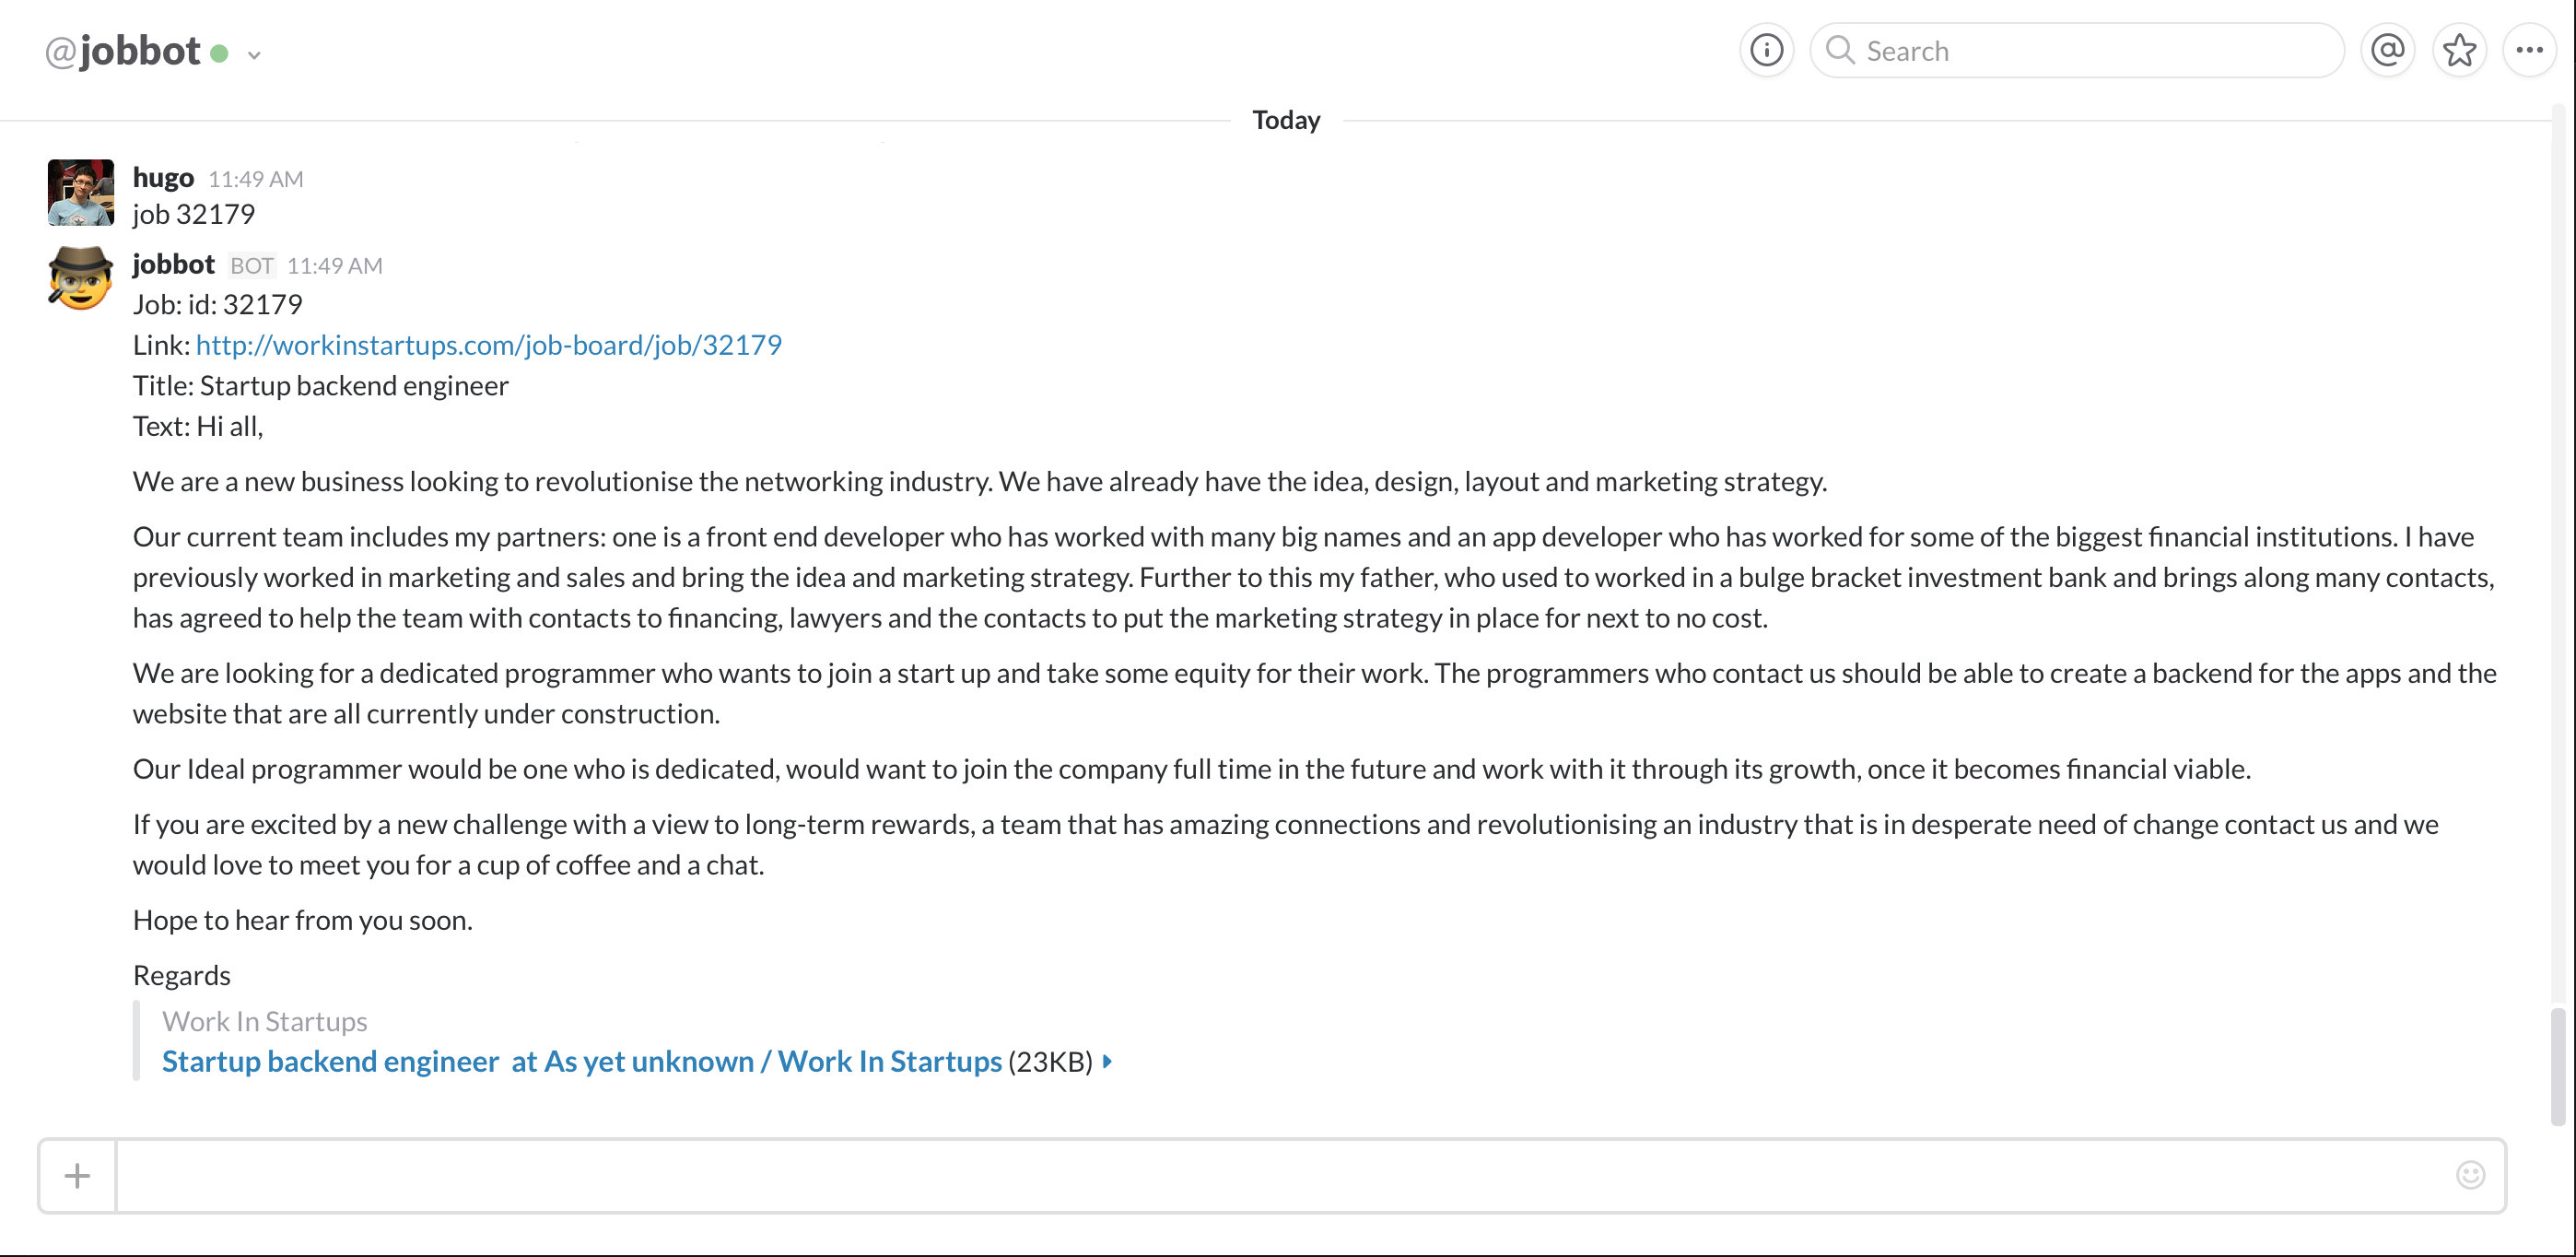 @jobbot
Search
Today
hugo 11:49 AM
job 32179
jobbot BOT 11:49 AM
Job: id: 32179
Link: http://workinstartups.com/job-board/job/32179
Title: Startup backend engineer
Text: Hi all,
We are a new business looking to revolutionise the networking industry. We have already have the idea, design, layout and marketing strategy.
Our current team includes my partners: one is a front end developer who has worked with many big names and an app developer who has worked for some of the biggest financial institutions. I have
previously worked in marketing and sales and bring the idea and marketing strategy. Further to this my father, who used to worked in a bulge bracket investment bank and brings along many contacts,
has agreed to help the team with contacts to financing, lawyers and the contacts to put the marketing strategy in place for next to no cost.
We are looking for a dedicated programmer who wants to join a start up and take some equity for their work. The programmers who contact us should be able to create a backend for the apps and the
website that are all currently under construction.
Our Ideal programmer would be one who is dedicated, would want to join the company full time in the future and work with it through its growth, once it becomes financial viable.
If you are excited by a new challenge with a view to long-term rewards, a team that has amazing connections and revolutionising an industry that is in desperate need of change contact us and we
would love to meet you for a cup of coffee and a chat.
Hope to hear from you soon.
Regards
Work In Startups
Startup backend engineer at As yet unknown / Work In Startups (23KB)